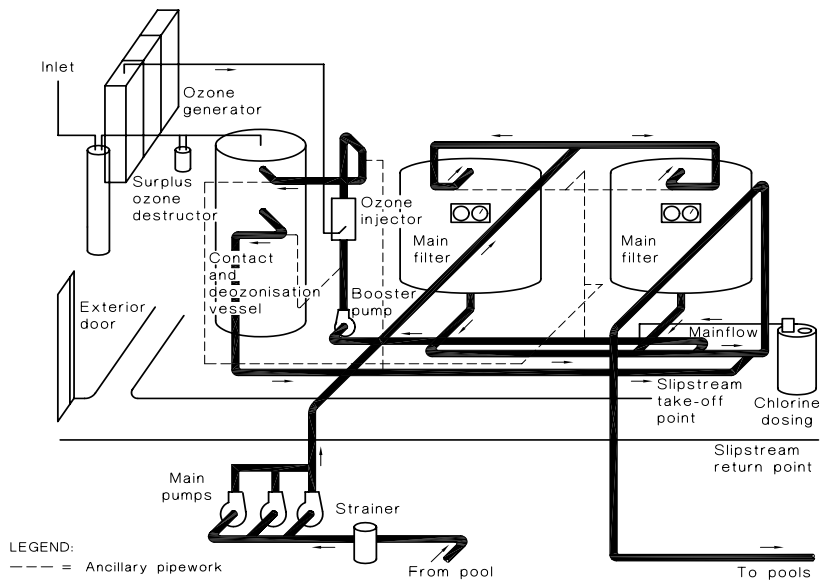 Inlet
Ozone
generator
Surplus
ozone
destructor
Ozone
injector
Main
filter
Main
filter
Contact
and
deozonisation
vessel
Exterior
door
Booster
pump
Mainflow
Slipstream
take-off
point
Chlorine
dosing
Slipstream
return point
Main
pumps
Strainer
LEGEND:
--- = Ancillary pipework
From pool
To pools